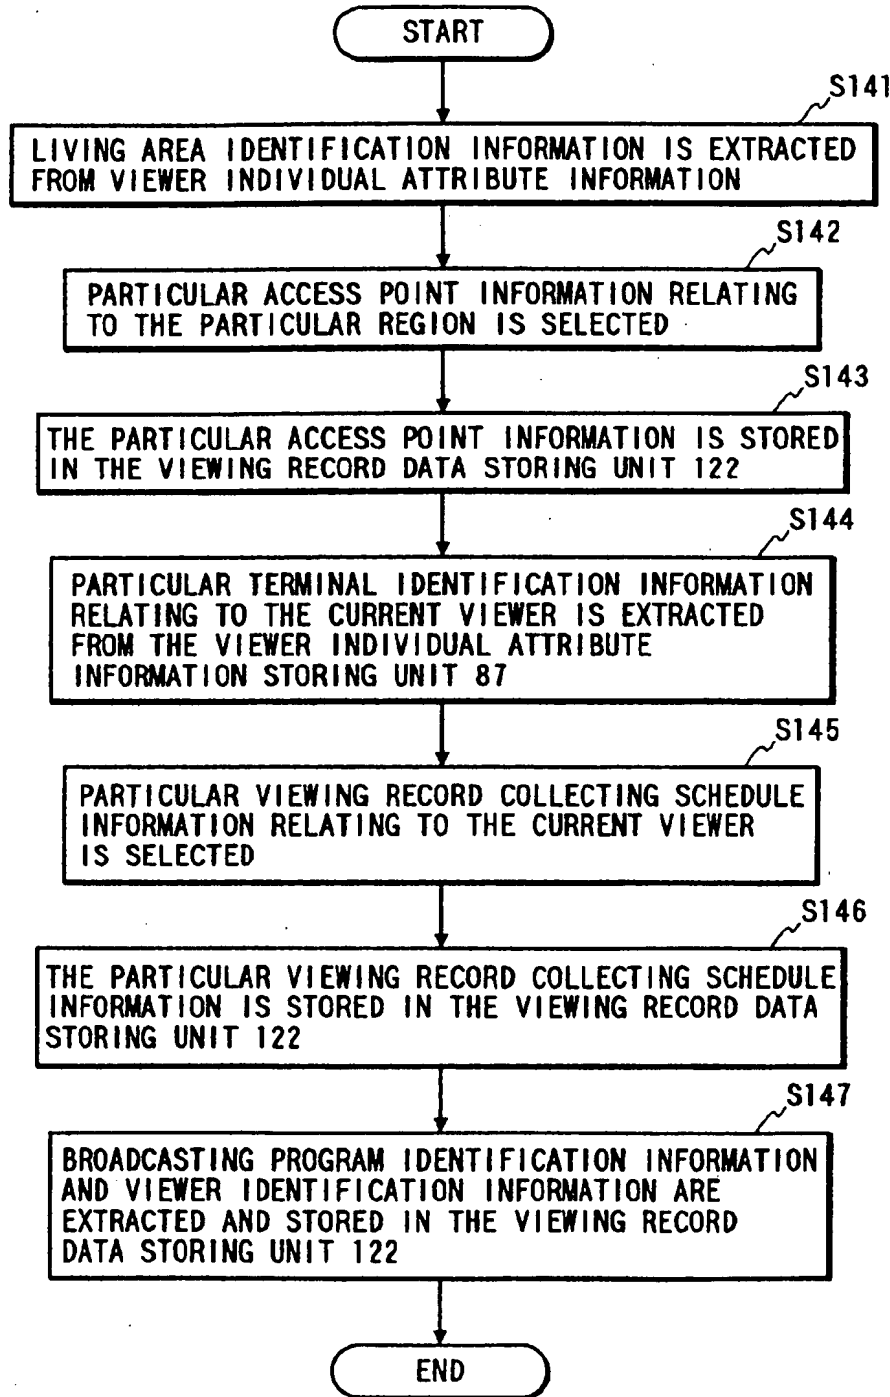 START
S141
LIVING AREA IDENTIFICATION INFORMATION IS EXTRACTED
FROM VIEWER INDIVIDUAL ATTRIBUTE INFORMATION
S142
PARTICULAR ACCESS POINT INFORMATION RELATING
TO THE PARTICULAR REGION IS SELECTED
S143
THE PARTICULAR ACCESS POINT INFORMATION IS STORED
IN THE VIEWING RECORD DATA STORING UNIT 122
S144
PARTICULAR TERMINAL IDENTIFICATION INFORMATION
RELATING TO THE CURRENT VIEWER IS EXTRACTED
FROM THE VIEWER INDIVIDUAL ATTRIBUTE
INFORMATION STORING UNIT 87
S145
PARTICULAR VIEWING RECORD COLLECTING SCHEDULE
INFORMATION RELATING TO THE CURRENT VIEWER
IS SELECTED
S146
THE PARTICULAR VIEWING RECORD COLLECTING SCHEDULE
INFORMATION IS STORED IN THE VIEWING RECORD DATA
STORING UNIT 122
S147
BROADCASTING PROGRAM IDENTIFICATION INFORMATION
AND VIEWER IDENTIFICATION INFORMATION ARE
EXTRACTED AND STORED IN THE VIEWING RECORD
DATA STORING UNIT 122
END